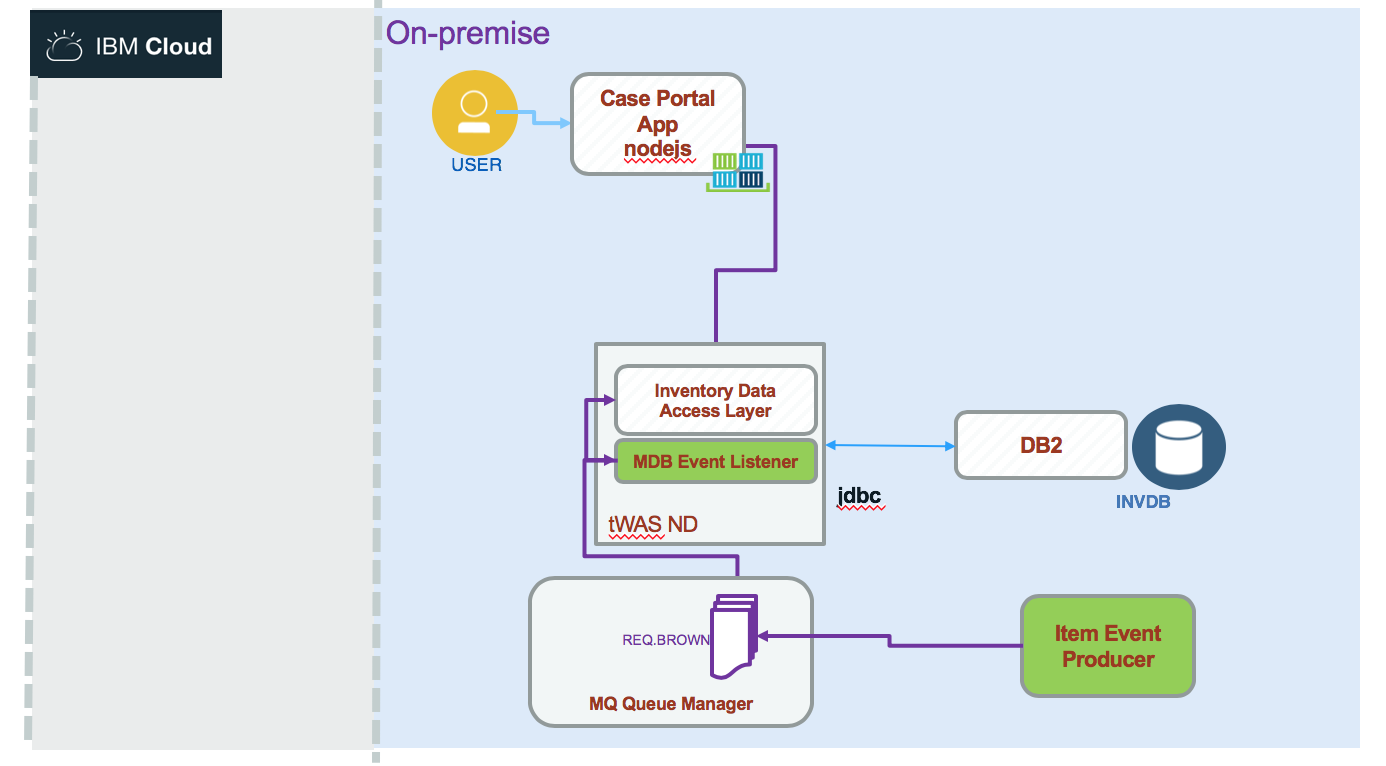 IBM Cloud
On-premise
USER
Case Portal
App
nodejs
Inventory Data
Access Layer
MDB Event Listener
tWAS ND
jdbc
DB2
INVDB
REQ.BROWN
MQ Queue Manager
Item Event
Producer